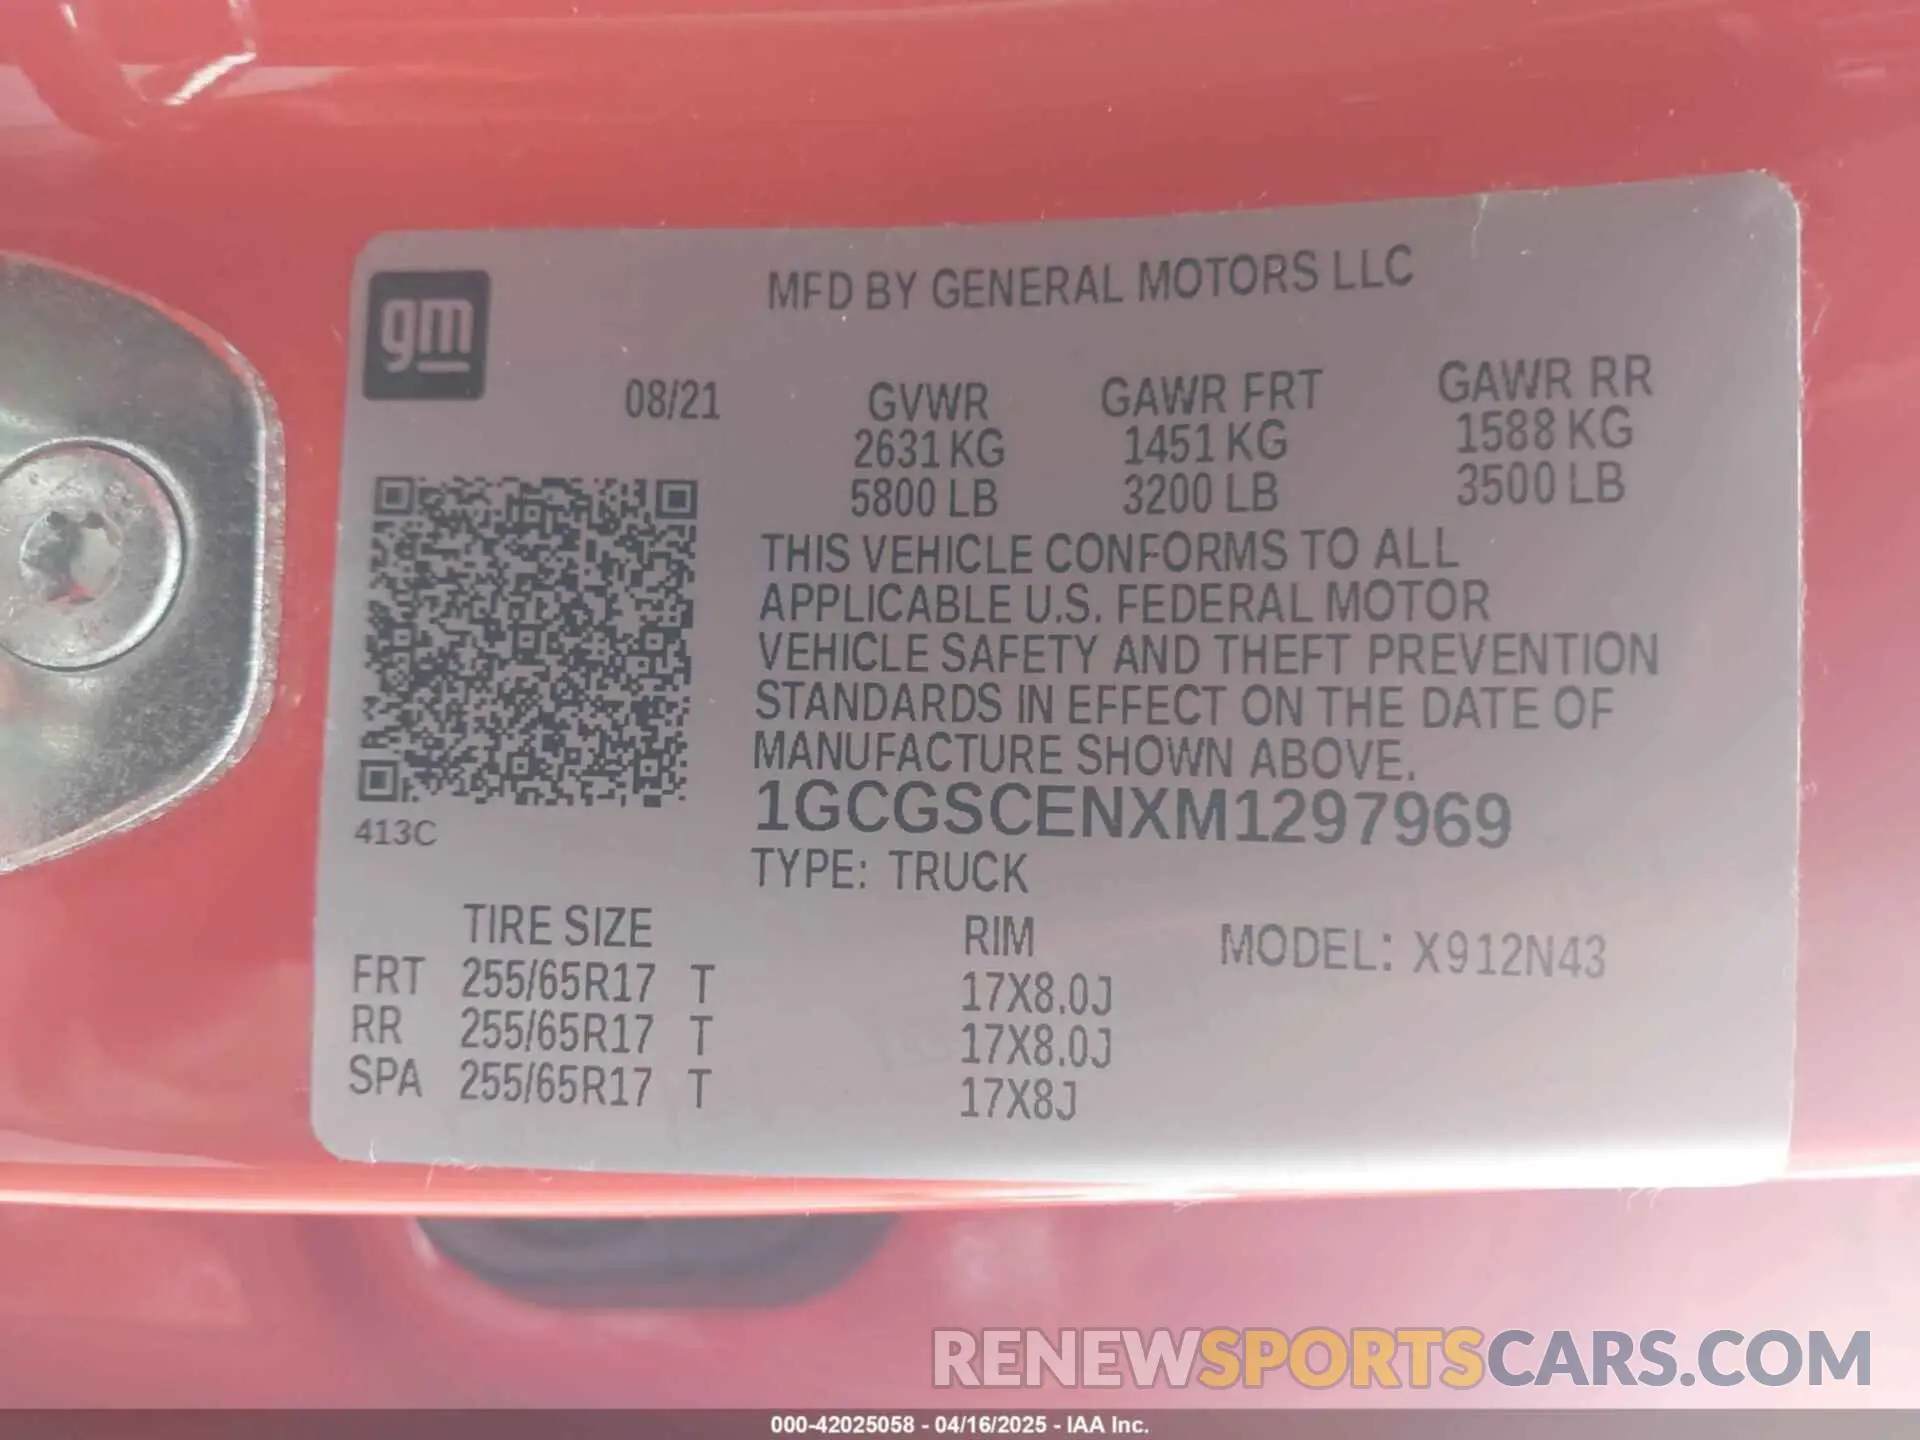 MFD BY GENERAL MOTORS LLC
gm
08/21 GVWR GAWR FRT GAWR RR
2631 KG 1451 KG 1588 KG
5800 LB 3200 LB 3500 LB
THIS VEHICLE CONFORMS TO ALL
APPLICABLE U.S. FEDERAL MOTOR
VEHICLE SAFETY AND THEFT PREVENTION
STANDARDS IN EFFECT ON THE DATE OF
MANUFACTURE SHOWN ABOVE.
1GCGSCENXM1297969
413C
TYPE: TRUCK
TIRE SIZE RIM MODEL: X912N43
FRT 255/65R17 T 17X8.0J
RR 255/65R17 T 17X8.0J
SPA 255/65R17 T 17X8J
RENEWSPORTSCARS.COM
000-42025058 - 04/16/2025 - IAA Inc.